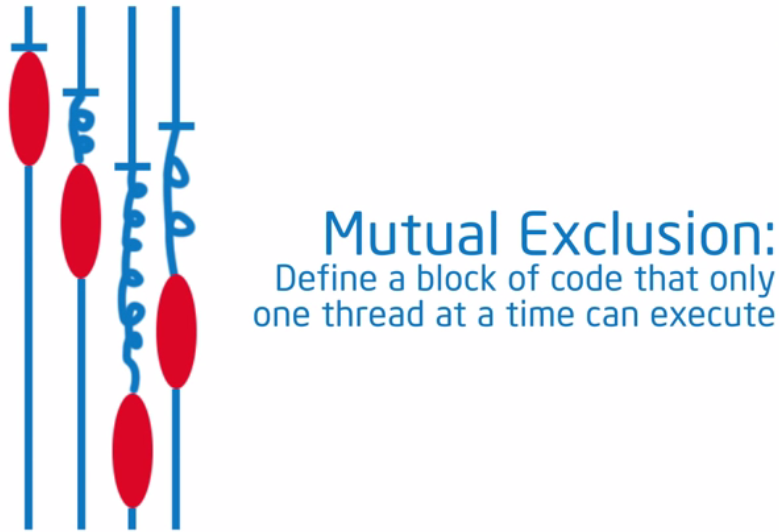 Mutual Exclusion:
Define a block of code that only
one thread at a time can execute